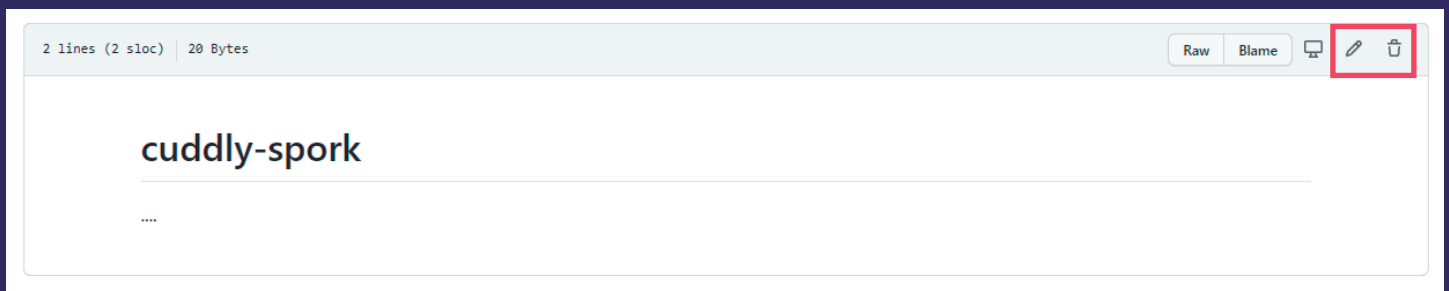 2 lines (2 sloc) 20 Bytes Raw Blame
cuddly-spork
....